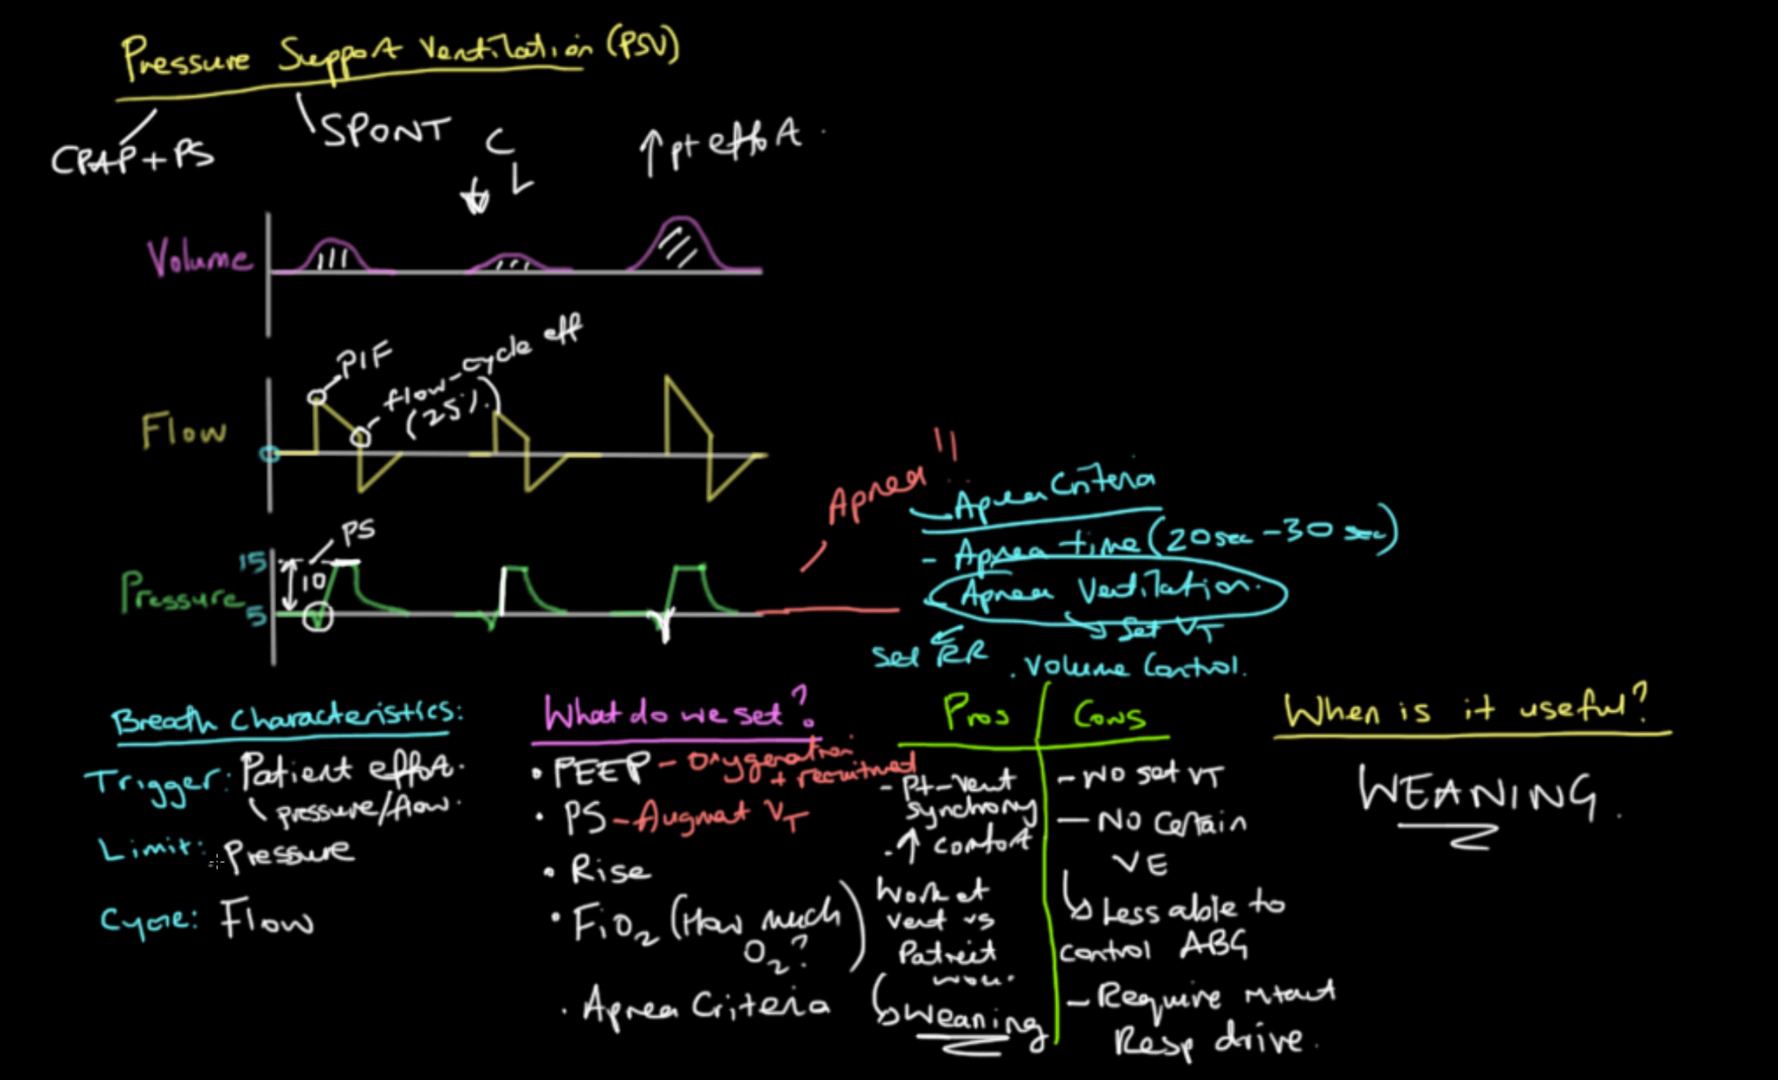 Pressure Support Ventilation (PSV)
CPAP + PS
SPONT
↓ CL
↑ pt effort
Volume
Flow
PIF
flow-cycle eff
(25%)
Pressure
15
5
10
PS
Apnea!!
Apnea Criteria
- Apnea time (20sec - 30 sec)
Apnea Ventilation.
→ Set VT
Set RR
. Volume Control.
Breath Characteristics:
Trigger: Patient effort.
pressure/flow.
Limit: Pressure
Cycle: Flow
What do we set?
• PEEP - Oxygenation
+ recruitment
• PS - Augment VT
• Rise
• FiO2 (How much
O2?)
. Apnea Criteria
Pros
- Pt-Vent
synchrony
. ↑ comfort
Work of
vent vs
Patient
work.
↳ Weaning
Cons
- No set VT
- No certain
VE
↳ Less able to
control ABG
- Require intact
Resp drive.
When is it useful?
WEANING.